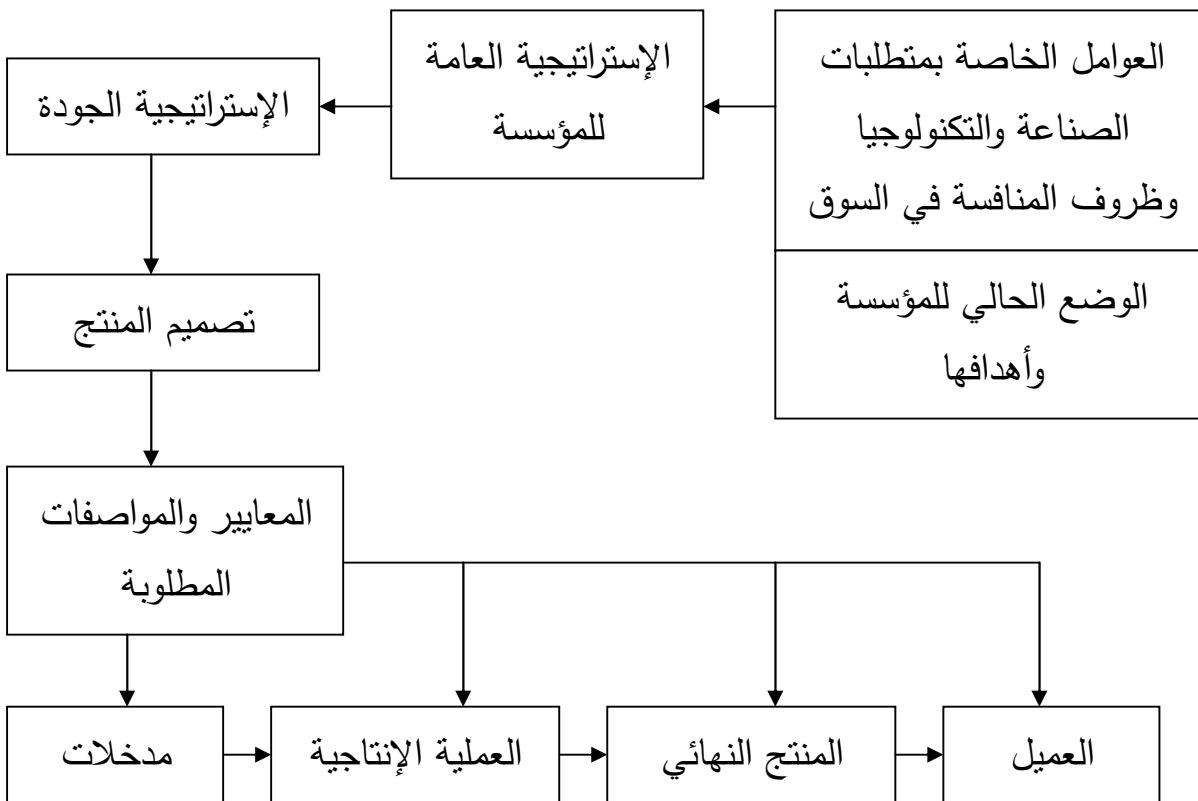 العوامل الخاصة بمتطلبات
الصناعة والتكنولوجيا
وظروف المنافسة في السوق
الوضع الحالي للمؤسسة
وأهدافها
الإستراتيجية العامة
للمؤسسة
الإستراتيجية الجودة
تصميم المنتج
المعايير والمواصفات
المطلوبة
مدخلات
العملية الإنتاجية
المنتج النهائي
العميل